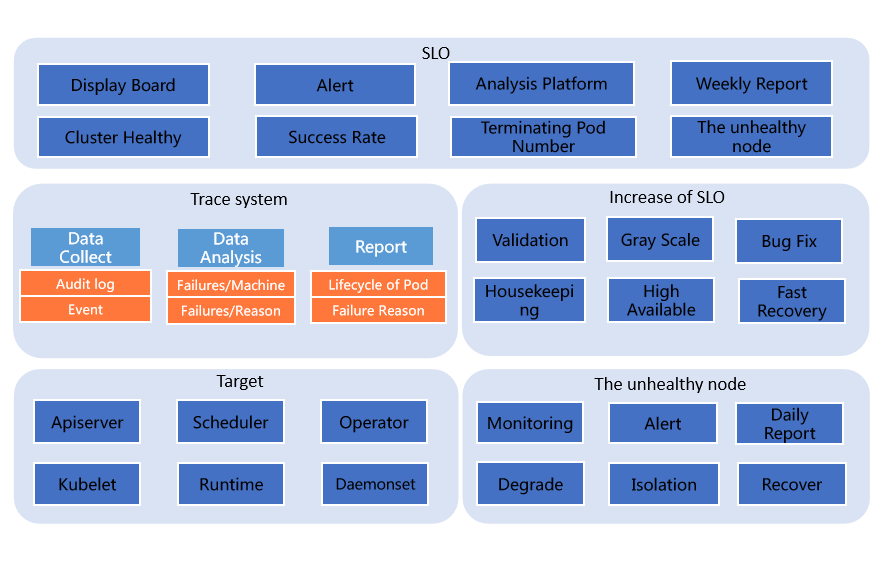 SLO
Display Board
Alert
Analysis Platform
Weekly Report
Cluster Healthy
Success Rate
Terminating Pod
Number
The unhealthy
node
Trace system
Data
Collect
Audit log
Event
Data
Analysis
Failures/Machine
Failures/Reason
Report
Lifecycle of Pod
Failure Reason
Increase of SLO
Validation
Gray Scale
Bug Fix
Housekeepi
ng
High
Available
Fast
Recovery
Target
Apiserver
Scheduler
Operator
Kubelet
Runtime
Daemonset
The unhealthy node
Monitoring
Alert
Daily
Report
Degrade
Isolation
Recover